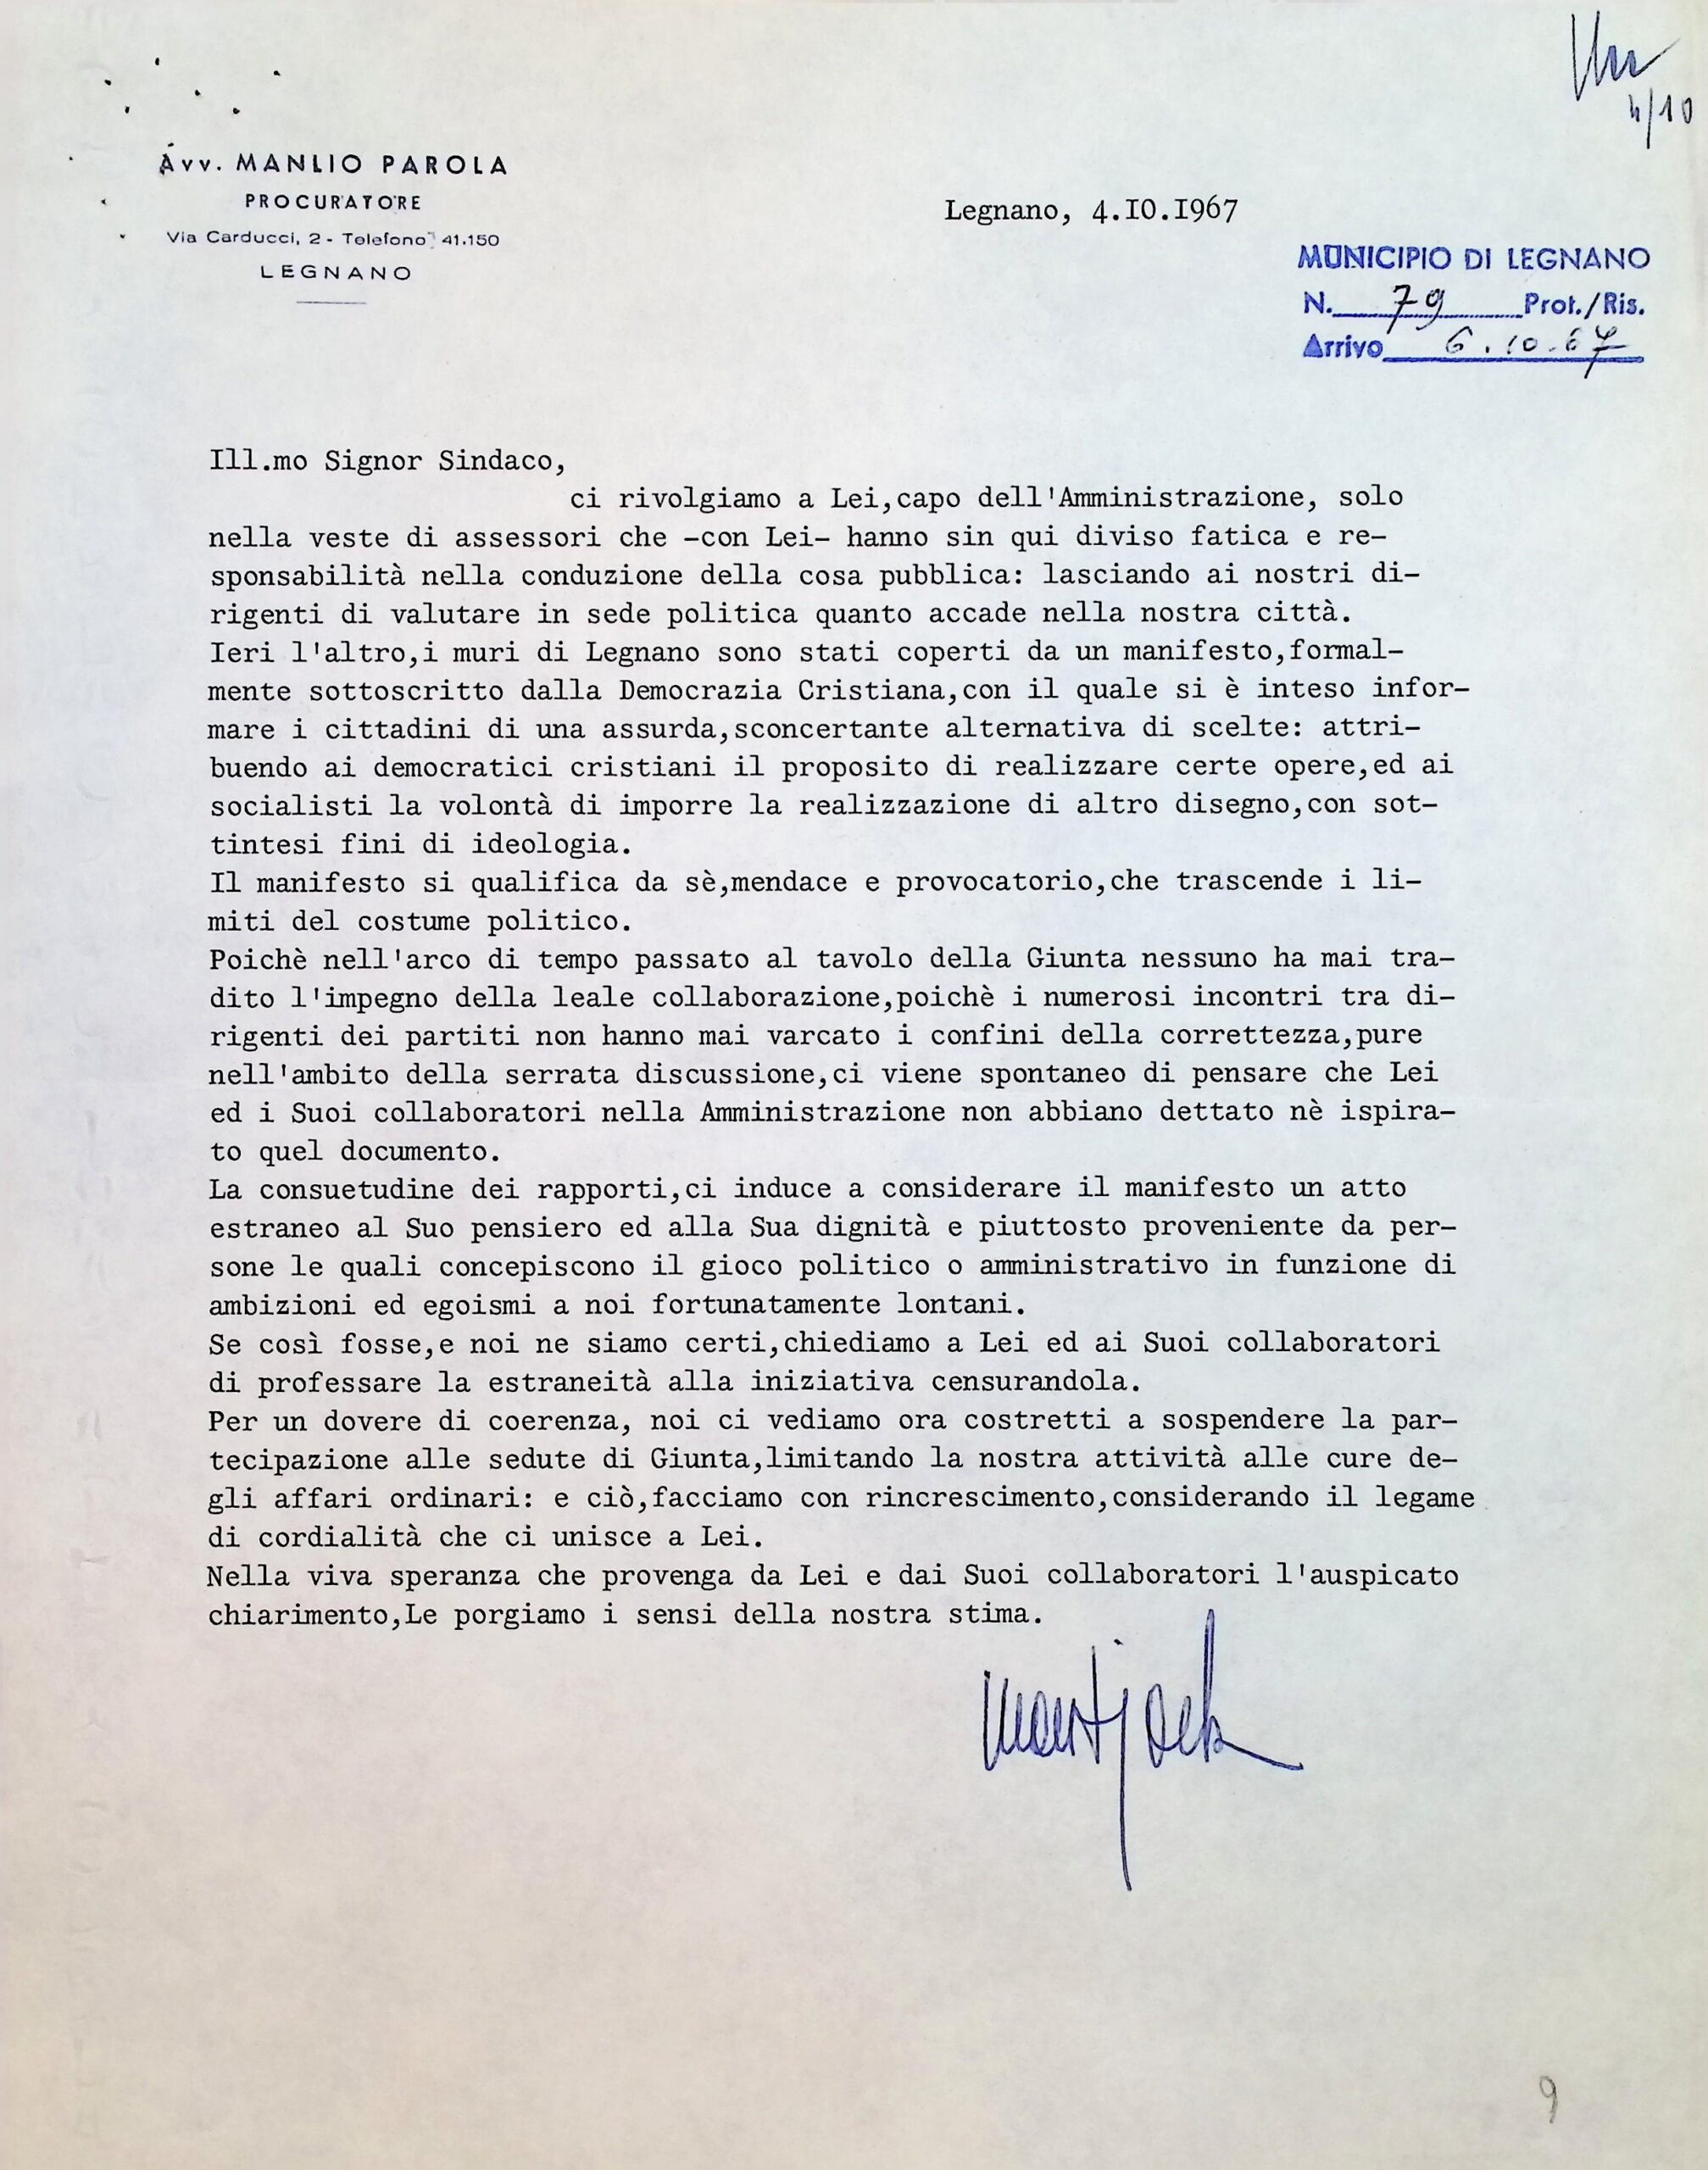 4/10
Avv. MANLIO PAROLA
PROCURATORE
Via Carducci, 2 - Telefono 41.150
LEGNANO
Legnano, 4.IO.I967
MUNICIPIO DI LEGNANO
N. 79 Prot./Ris.
Arrivo 6.10.67
Ill.mo Signor Sindaco,
ci rivolgiamo a Lei,capo dell'Amministrazione, solo
nella veste di assessori che -con Lei- hanno sin qui diviso fatica e re-
sponsabilità nella conduzione della cosa pubblica: lasciando ai nostri di-
rigenti di valutare in sede politica quanto accade nella nostra città.
Ieri l'altro,i muri di Legnano sono stati coperti da un manifesto,formal-
mente sottoscritto dalla Democrazia Cristiana,con il quale si è inteso infor-
mare i cittadini di una assurda,sconcertante alternativa di scelte: attri-
buendo ai democratici cristiani il proposito di realizzare certe opere,ed ai
socialisti la volontà di imporre la realizzazione di altro disegno,con sot-
tintesi fini di ideologia.
Il manifesto si qualifica da sè,mendace e provocatorio,che trascende i li-
miti del costume politico.
Poichè nell'arco di tempo passato al tavolo della Giunta nessuno ha mai tra-
dito l'impegno della leale collaborazione,poichè i numerosi incontri tra di-
rigenti dei partiti non hanno mai varcato i confini della correttezza,pure
nell'ambito della serrata discussione,ci viene spontaneo di pensare che Lei
ed i Suoi collaboratori nella Amministrazione non abbiano dettato nè ispira-
to quel documento.
La consuetudine dei rapporti,ci induce a considerare il manifesto un atto
estraneo al Suo pensiero ed alla Sua dignità e piuttosto proveniente da per-
sone le quali concepiscono il gioco politico o amministrativo in funzione di
ambizioni ed egoismi a noi fortunatamente lontani.
Se così fosse,e noi ne siamo certi,chiediamo a Lei ed ai Suoi collaboratori
di professare la estraneità alla iniziativa censurandola.
Per un dovere di coerenza, noi ci vediamo ora costretti a sospendere la par-
tecipazione alle sedute di Giunta,limitando la nostra attività alle cure de-
gli affari ordinari: e ciò,facciamo con rincrescimento,considerando il legame
di cordialità che ci unisce a Lei.
Nella viva speranza che provenga da Lei e dai Suoi collaboratori l'auspicato
chiarimento,Le porgiamo i sensi della nostra stima.
9